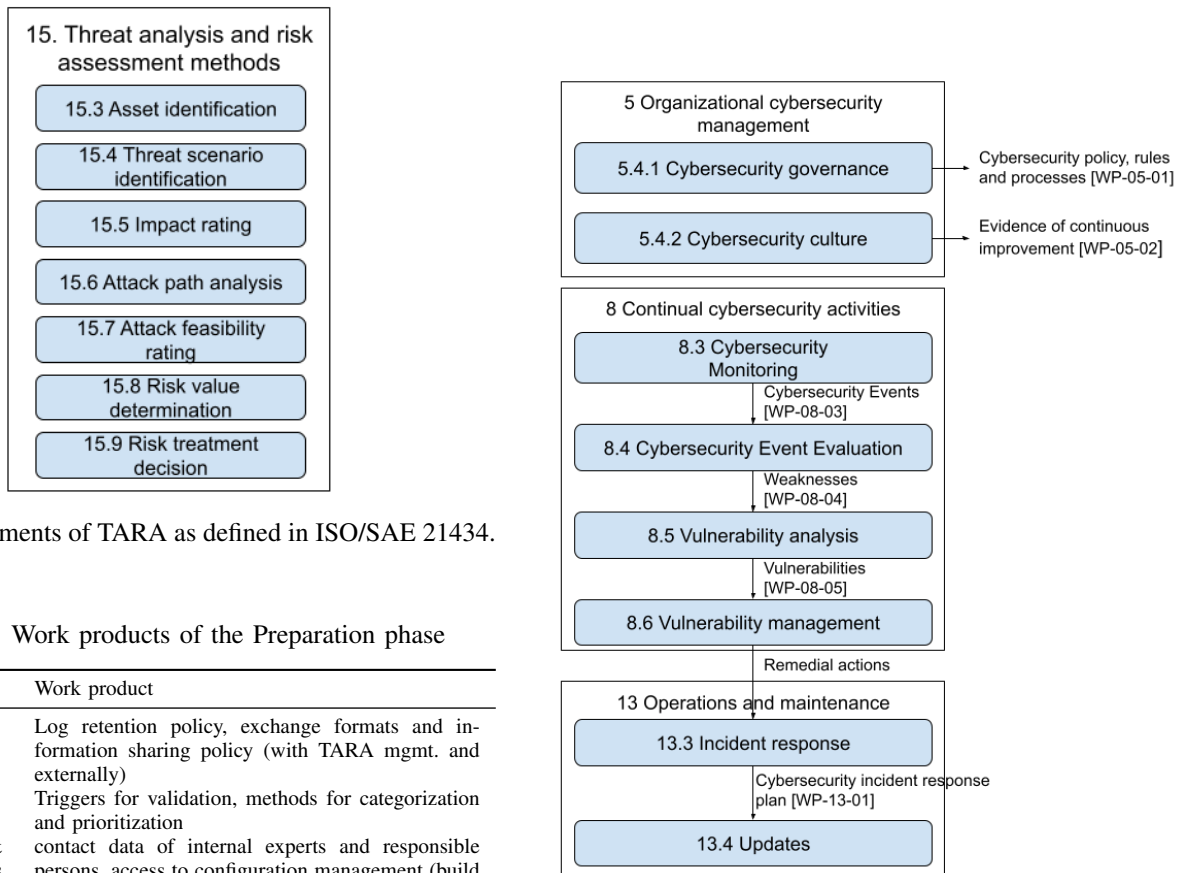 15. Threat analysis and risk
assessment methods
15.3 Asset identification
15.4 Threat scenario
identification
15.5 Impact rating
15.6 Attack path analysis
15.7 Attack feasibility
rating
15.8 Risk value
determination
15.9 Risk treatment
decision
ments of TARA as defined in ISO/SAE 21434.
Work products of the Preparation phase
Work product
Log retention policy, exchange formats and in-
formation sharing policy (with TARA mgmt. and
externally)
Triggers for validation, methods for categorization
and prioritization
contact data of internal experts and responsible
persons, access to configuration management (build
5 Organizational cybersecurity
management
5.4.1 Cybersecurity governance
Cybersecurity policy, rules
and processes [WP-05-01]
5.4.2 Cybersecurity culture
Evidence of continuous
improvement [WP-05-02]
8 Continual cybersecurity activities
8.3 Cybersecurity
Monitoring
Cybersecurity Events
[WP-08-03]
8.4 Cybersecurity Event Evaluation
Weaknesses
[WP-08-04]
8.5 Vulnerability analysis
Vulnerabilities
[WP-08-05]
8.6 Vulnerability management
Remedial actions
13 Operations and maintenance
13.3 Incident response
Cybersecurity incident response
plan [WP-13-01]
13.4 Updates